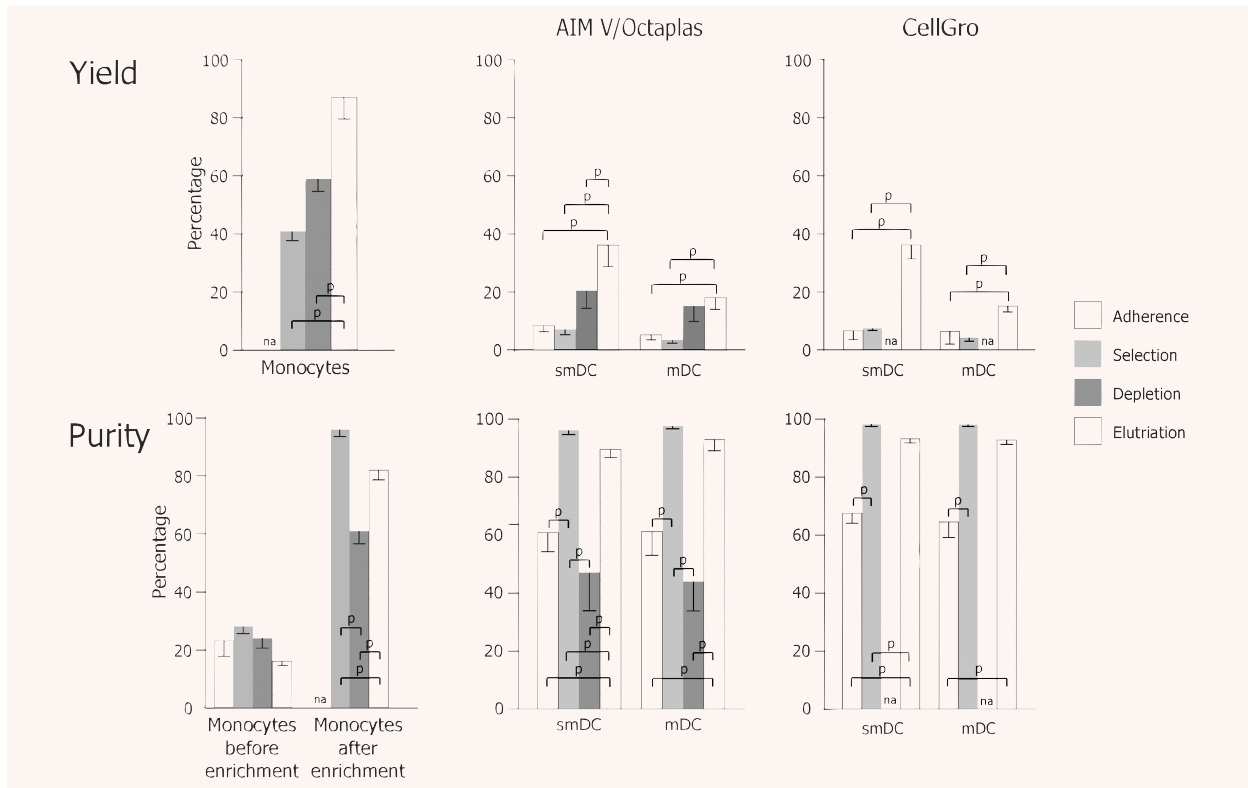 AIM V/Octaplas
CellGro
Yield
Percentage
100
80
60
40
20
0
na
p
p
Monocytes
100
80
60
40
20
0
p
p
p
p
p
smDC
mDC
100
80
60
40
20
0
p
p
p
p
na
na
smDC
mDC
Adherence
Selection
Depletion
Elutriation
Purity
Percentage
100
80
60
40
20
0
na
p
p
p
Monocytes
before
enrichment
Monocytes
after
enrichment
100
80
60
40
20
0
p
p
p
p
p
p
p
p
p
smDC
mDC
100
80
60
40
20
0
p
p
p
p
p
na
na
smDC
mDC